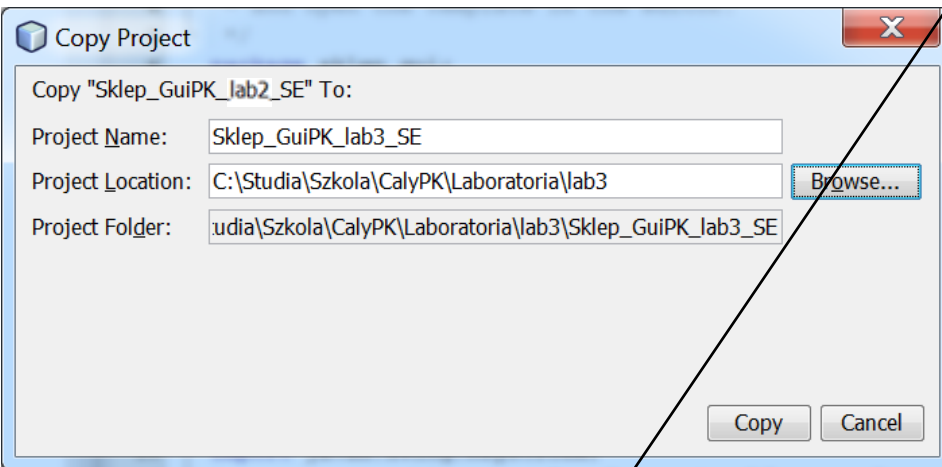 Copy Project
Copy "Sklep_GuiPK_lab2_SE" To:
Project Name: Sklep_GuiPK_lab3_SE
Project Location: C:\Studia\Szkola\CalyPK\Laboratoria\lab3 Browse...
Project Folder: :udia\Szkola\CalyPK\Laboratoria\lab3\Sklep_GuiPK_lab3_SE
Copy Cancel